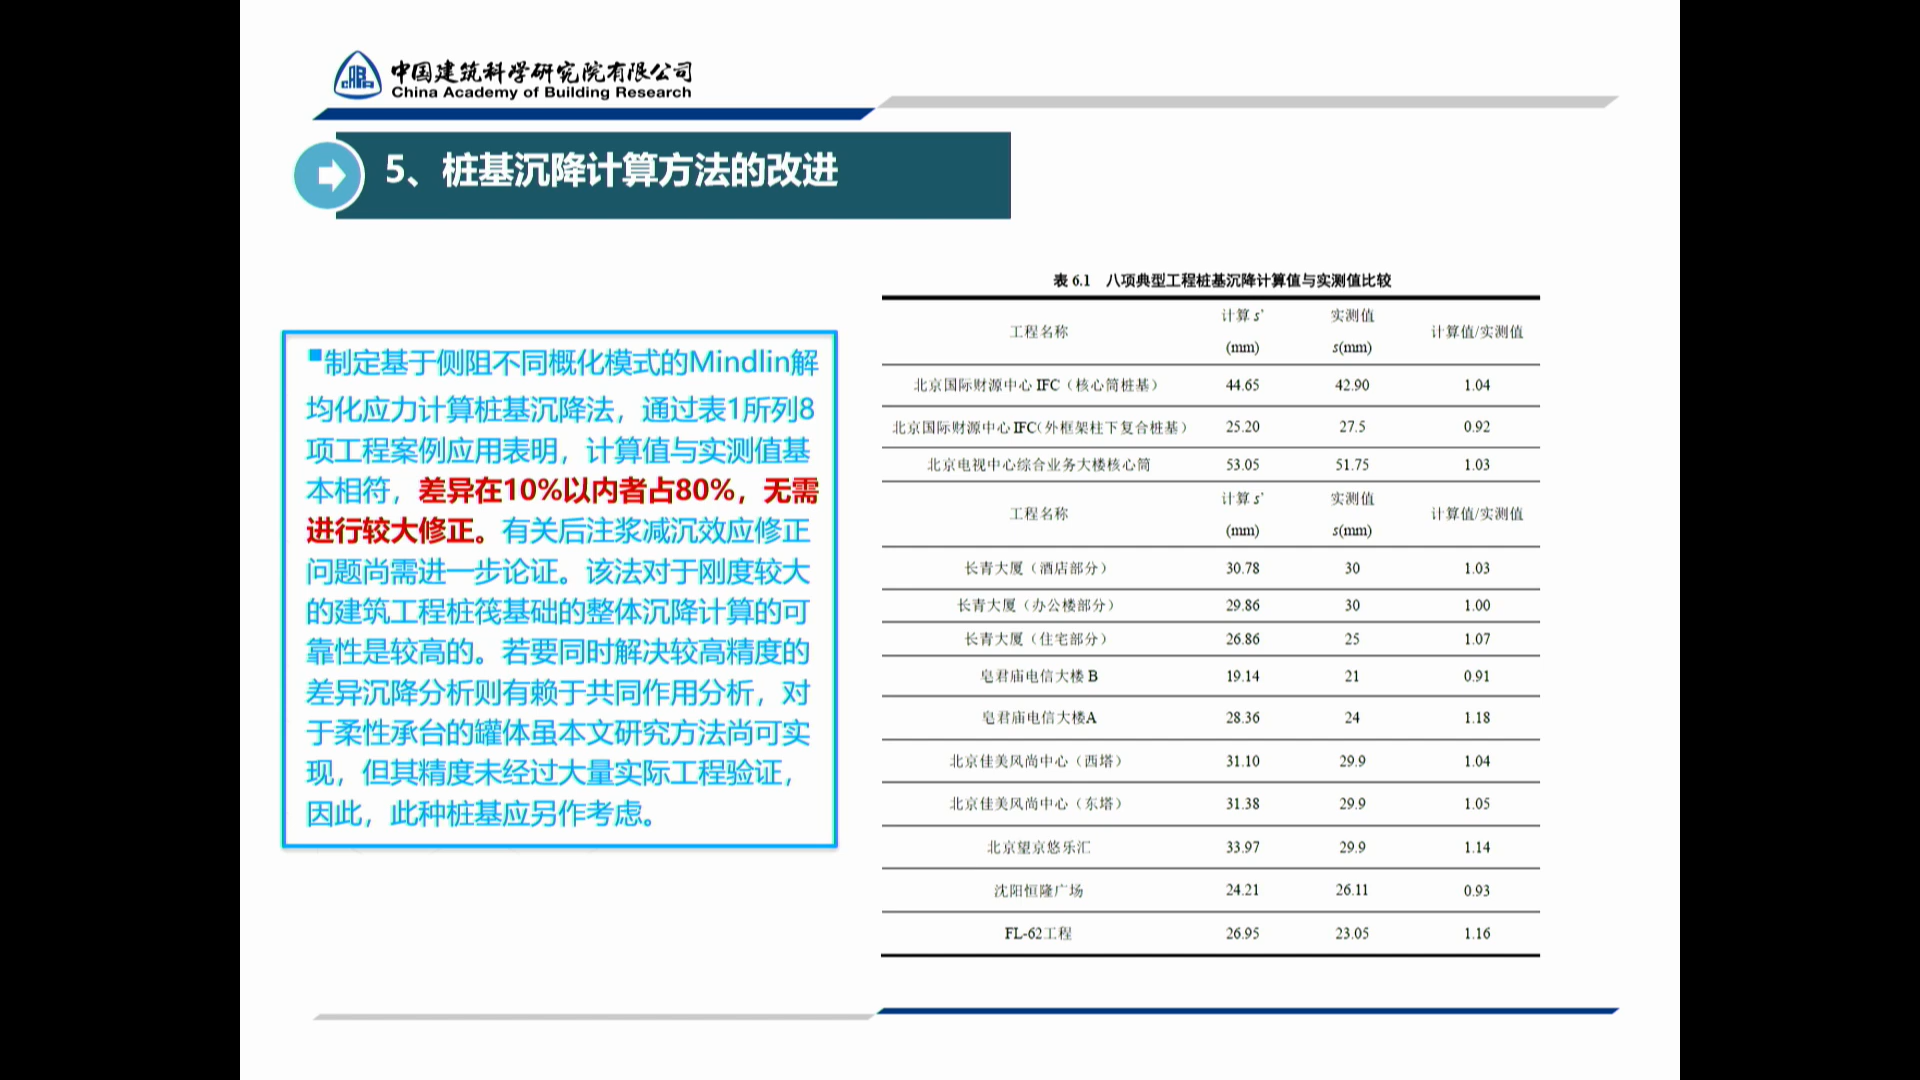 中国建筑科学研究院有限公司
China Academy of Building Research
5、桩基沉降计算方法的改进
制定基于侧阻不同概化模式的Mindlin解
均化应力计算桩基沉降法，通过表1所列8
项工程案例应用表明，计算值与实测值基
本相符，差异在10%以内者占80%，无需
进行较大修正。有关后注浆减沉效应修正
问题尚需进一步论证。该法对于刚度较大
的建筑工程桩筏基础的整体沉降计算的可
靠性是较高的。若要同时解决较高精度的
差异沉降分析则有赖于共同作用分析，对
于柔性承台的罐体虽本文研究方法尚可实
现，但其精度未经过大量实际工程验证，
因此，此种桩基应另作考虑。
表 6.1 八项典型工程桩基沉降计算值与实测值比较
工程名称 计算 s' (mm) 实测值 s(mm) 计算值/实测值
北京国际财源中心 IFC（核心筒桩基） 44.65 42.90 1.04
北京国际财源中心 IFC（外框架柱下复合桩基） 25.20 27.5 0.92
北京电视中心综合业务大楼核心筒 53.05 51.75 1.03
工程名称 计算 s' (mm) 实测值 s(mm) 计算值/实测值
长青大厦（酒店部分） 30.78 30 1.03
长青大厦（办公楼部分） 29.86 30 1.00
长青大厦（住宅部分） 26.86 25 1.07
皂君庙电信大楼 B 19.14 21 0.91
皂君庙电信大楼A 28.36 24 1.18
北京佳美风尚中心（西塔） 31.10 29.9 1.04
北京佳美风尚中心（东塔） 31.38 29.9 1.05
北京望京悠乐汇 33.97 29.9 1.14
沈阳恒隆广场 24.21 26.11 0.93
FL-62工程 26.95 23.05 1.16